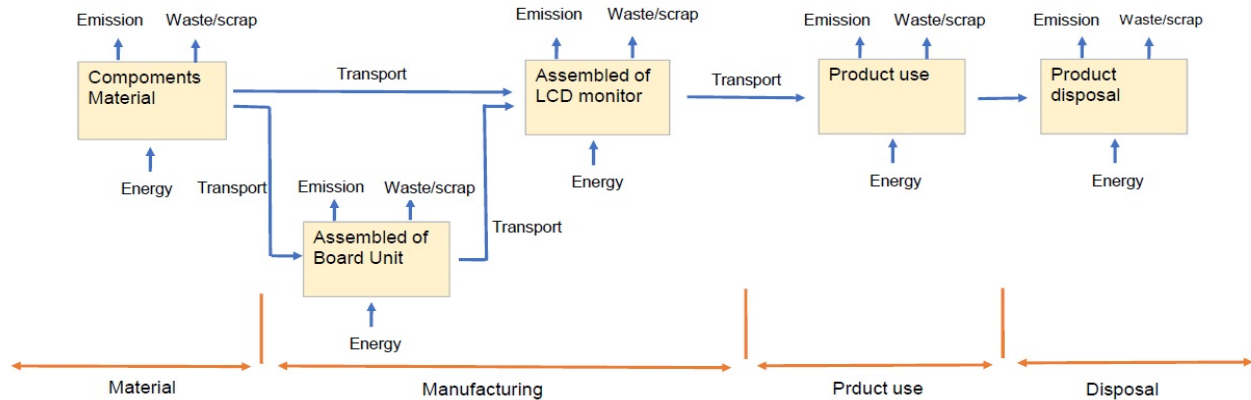 Emission
Waste/scrap
Compoments
Material
Energy
Transport
Transport
Emission
Waste/scrap
Assembled of
Board Unit
Energy
Transport
Emission
Waste/scrap
Assembled of
LCD monitor
Energy
Transport
Emission
Waste/scrap
Product use
Energy
Emission
Waste/scrap
Product
disposal
Energy
Material
Manufacturing
Prduct use
Disposal